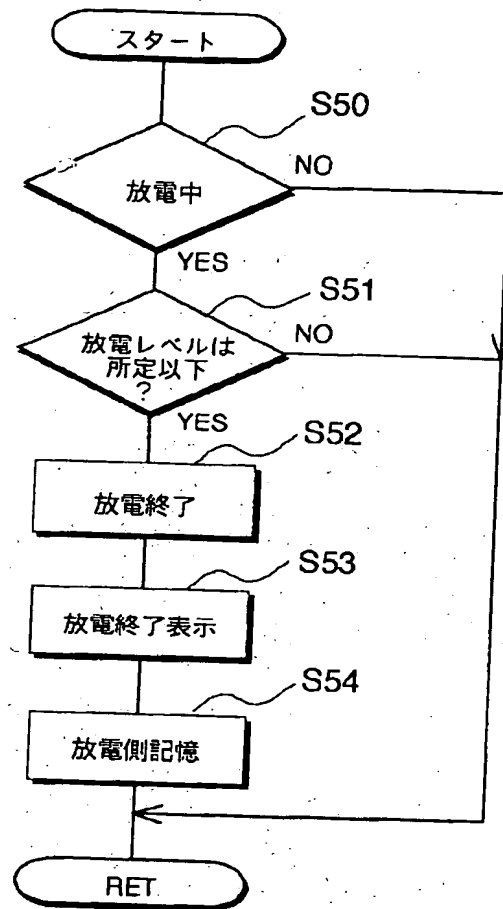 スタート
S50
放電中
NO
YES
S51
放電レベルは
所定以下
?
NO
YES
S52
放電終了
S53
放電終了表示
S54
放電側記憶
RET